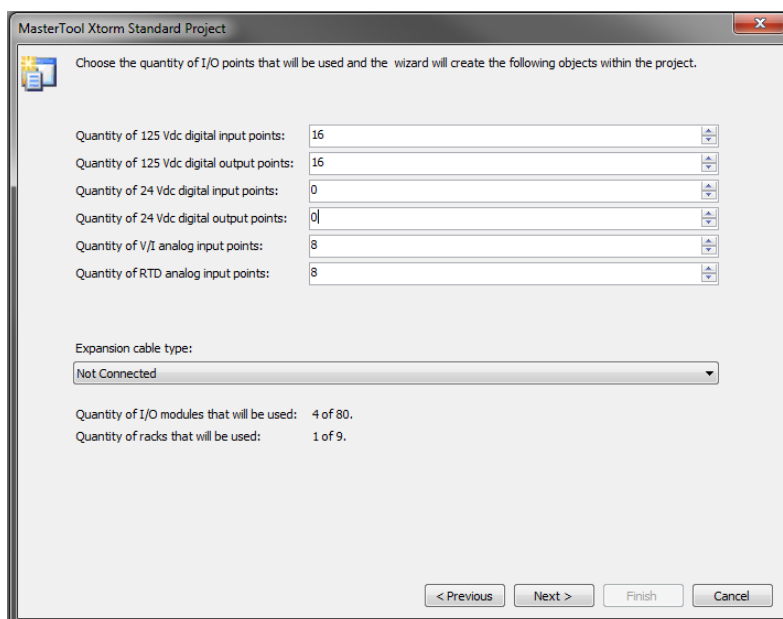 MasterTool Xtorm Standard Project
Choose the quantity of I/O points that will be used and the wizard will create the following objects within the project.
Quantity of 125 Vdc digital input points: 16
Quantity of 125 Vdc digital output points: 16
Quantity of 24 Vdc digital input points: 0
Quantity of 24 Vdc digital output points: 0
Quantity of V/I analog input points: 8
Quantity of RTD analog input points: 8
Expansion cable type:
Not Connected
Quantity of I/O modules that will be used: 4 of 80.
Quantity of racks that will be used: 1 of 9.
< Previous Next > Finish Cancel